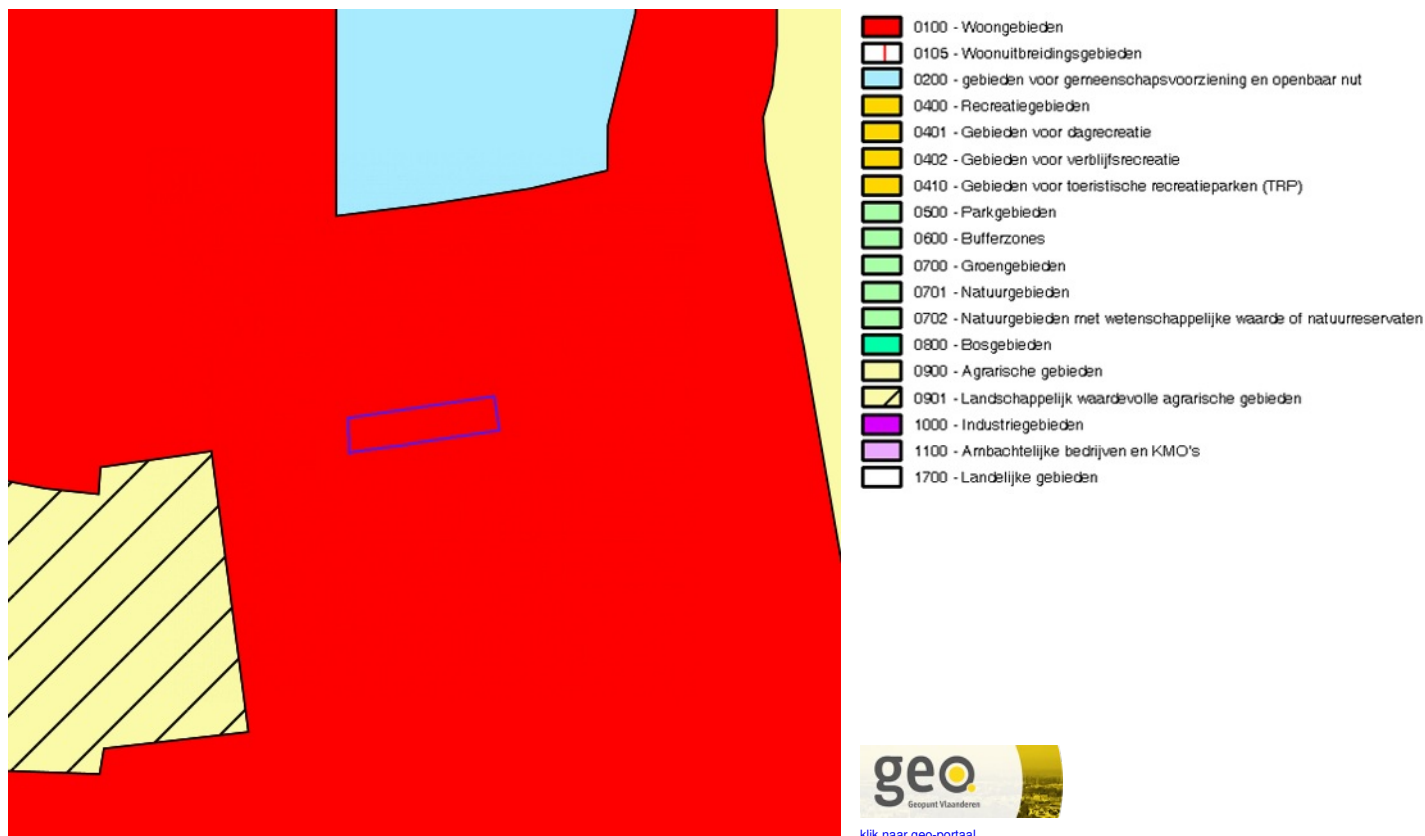 0100 - Woongebieden
0105 - Woonuitbreidingsgebieden
0200 - gebieden voor gemeenschapsvoorziening en openbaar nut
0400 - Recreatiegebieden
0401 - Gebieden voor dagrecreatie
0402 - Gebieden voor verblijfsrecreatie
0410 - Gebieden voor toeristische recreatieparken (TRP)
0500 - Parkgebieden
0600 - Bufferzones
0700 - Groengebieden
0701 - Natuurgebieden
0702 - Natuurgebieden met wetenschappelijke waarde of natuurreservaten
0800 - Bosgebieden
0900 - Agrarische gebieden
0901 - Landschappelijk waardevolle agrarische gebieden
1000 - Industriegebieden
1100 - Ambachtelijke bedrijven en KMO's
1700 - Landelijke gebieden
geo.
Geopunt Vlaanderen
klik naar geo-portaal